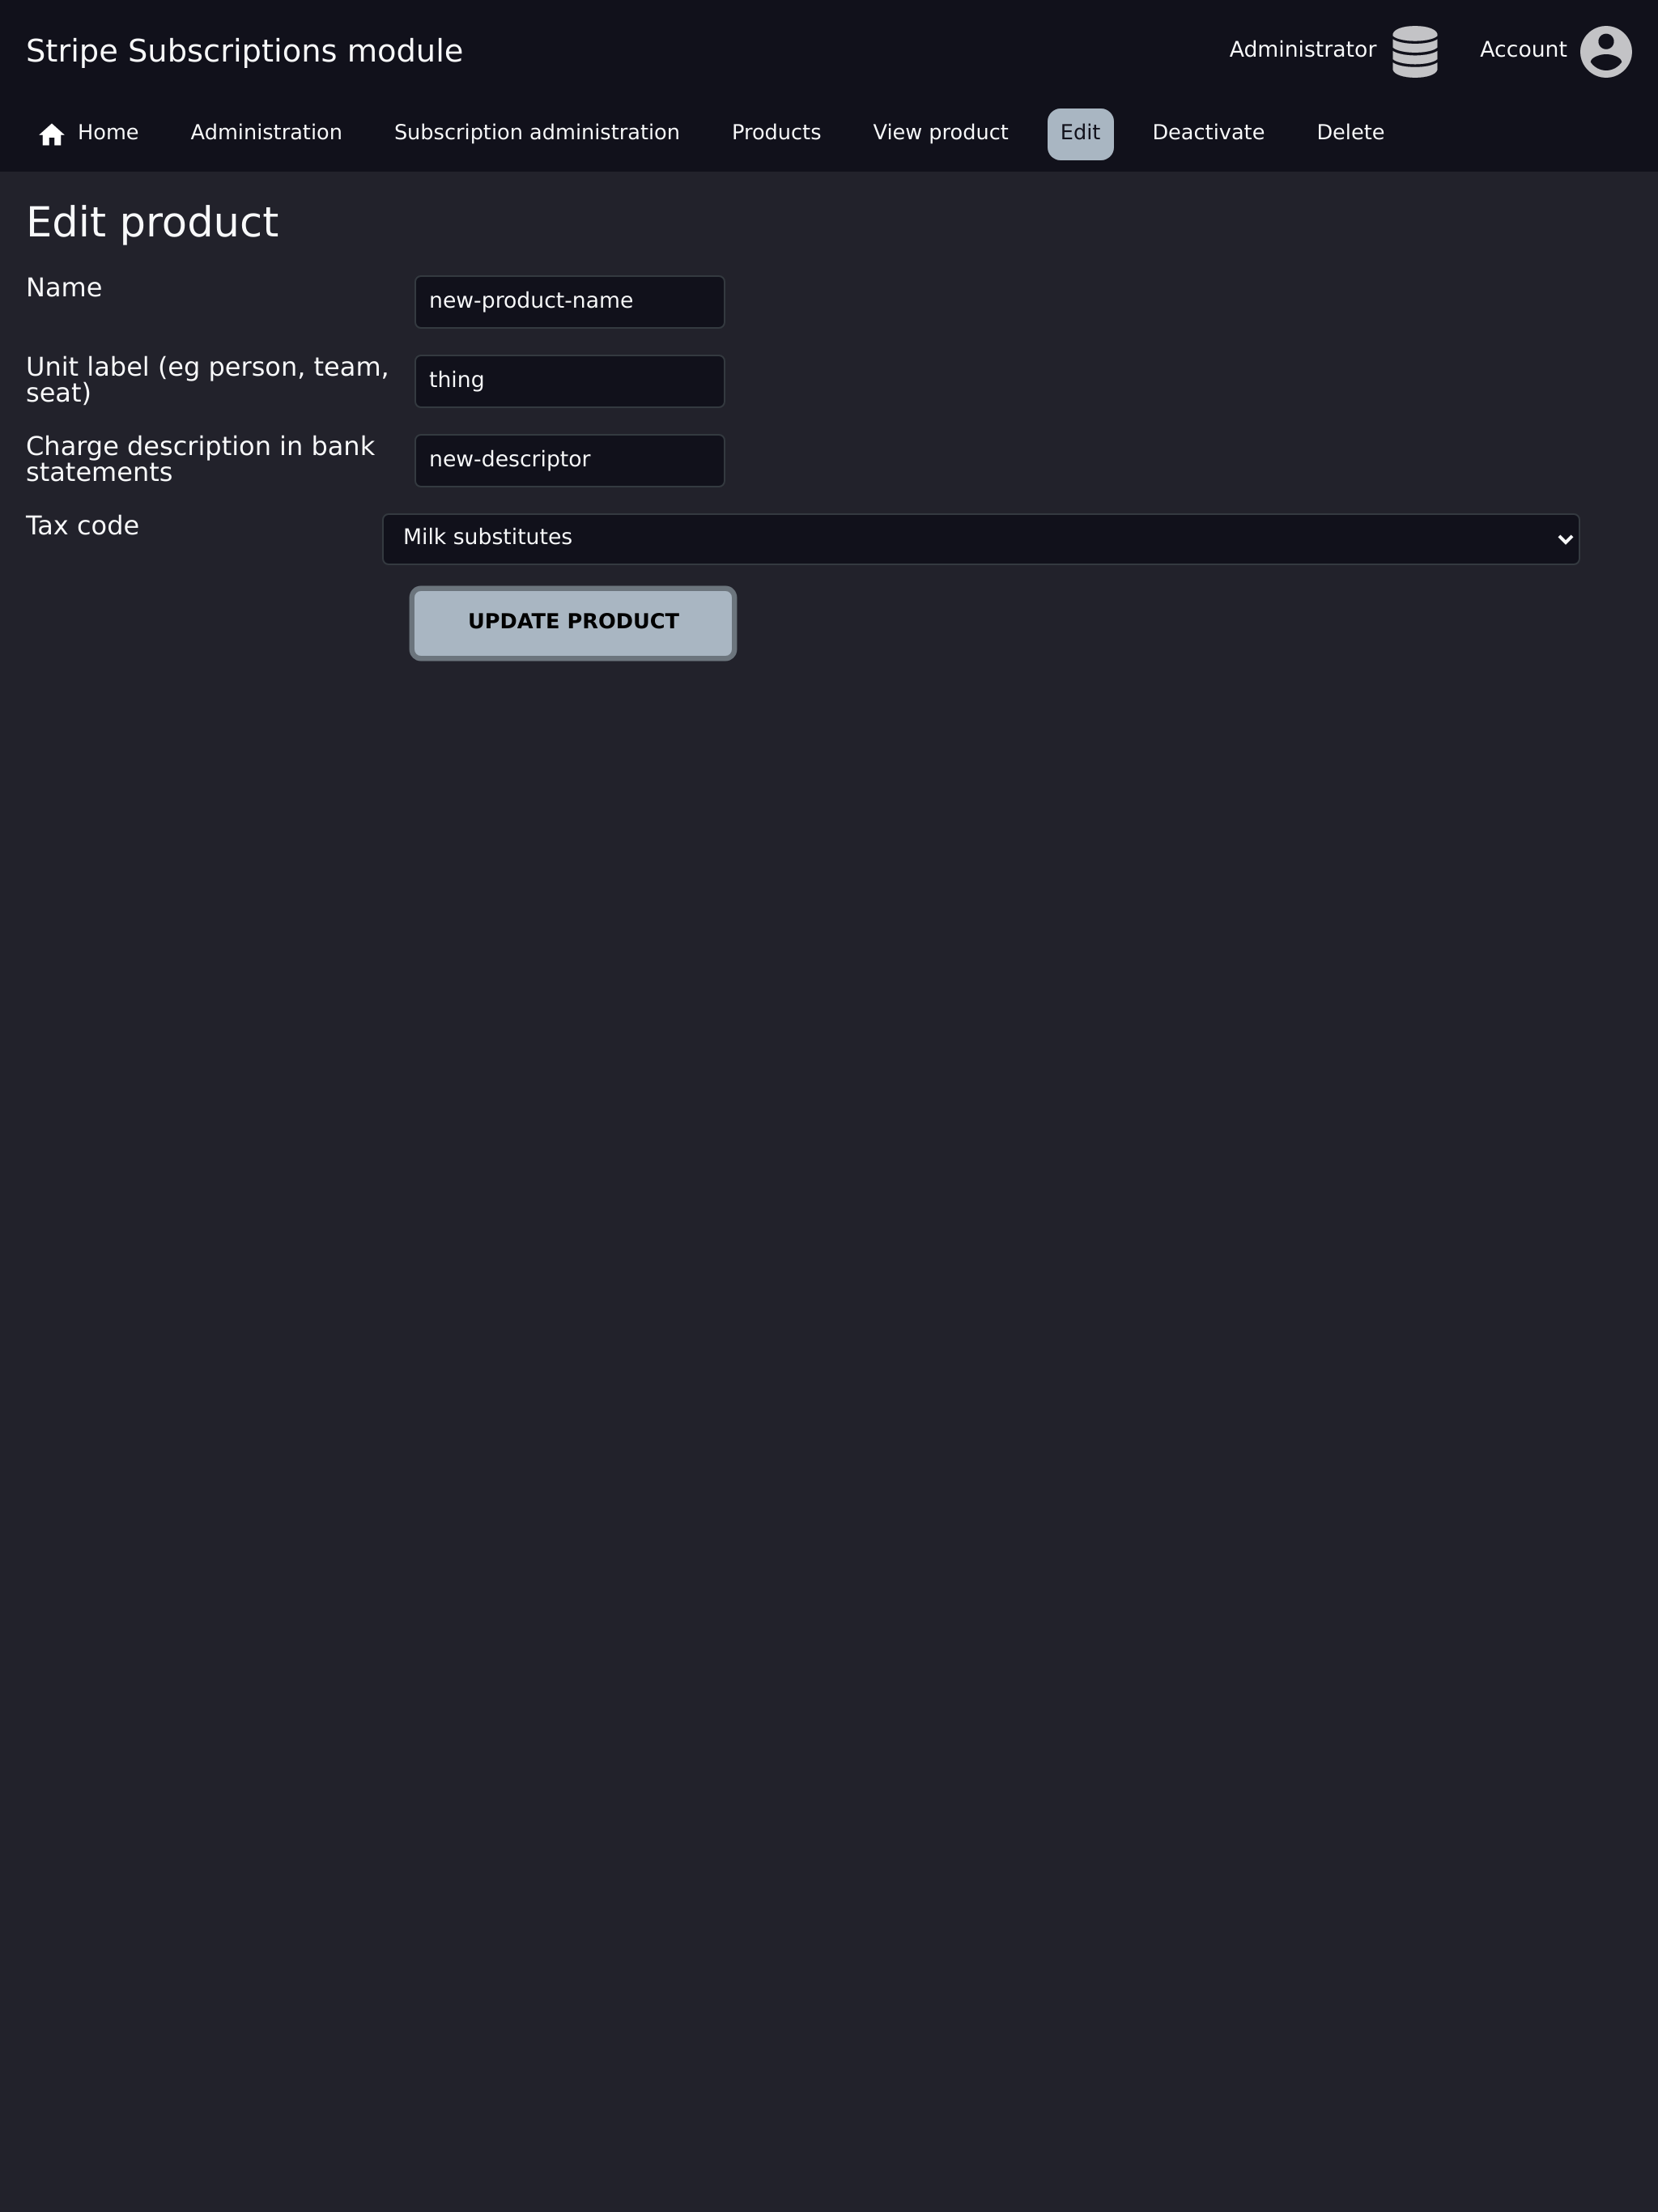 Stripe Subscriptions module
Administrator
Account
Home
Administration
Subscription administration
Products
View product
Edit
Deactivate
Delete
Edit product
Name
new-product-name
Unit label (eg person, team,
seat)
thing
Charge description in bank
statements
new-descriptor
Tax code
Milk substitutes
UPDATE PRODUCT